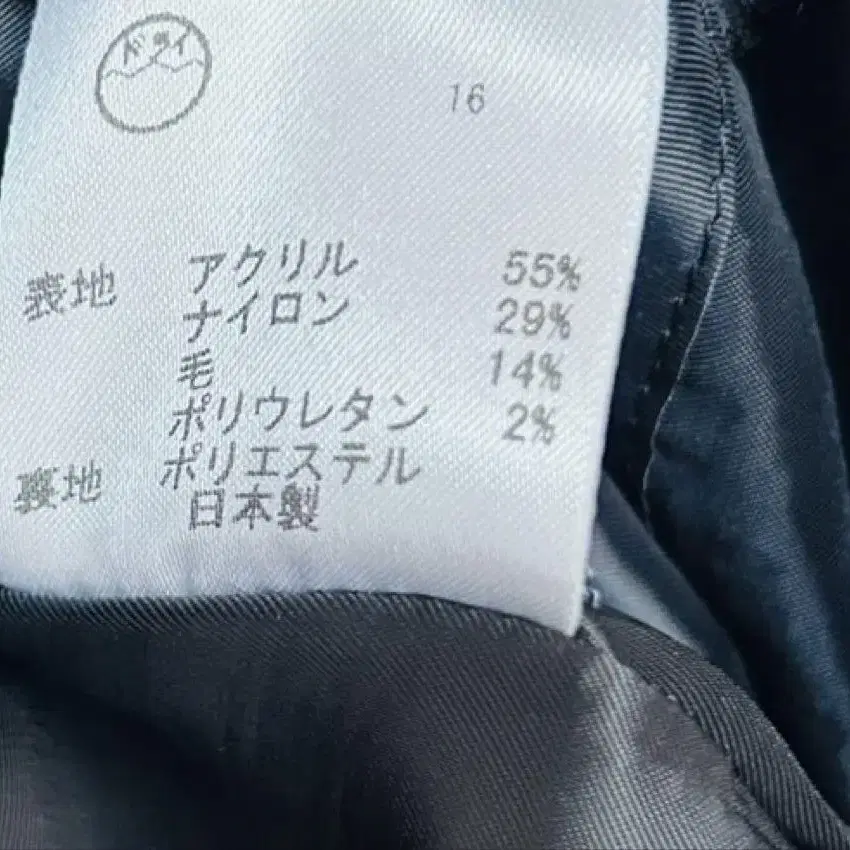 ドライ
16
表地 アクリル 55%
ナイロン 29%
毛 14%
ポリウレタン 2%
裏地 ポリエステル
日本製